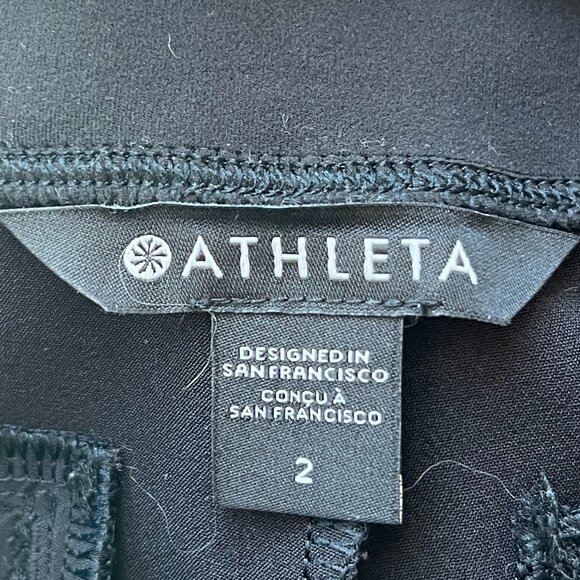 ATHLETA
DESIGNED IN
SAN FRANCISCO
CONÇU À
SAN FRANCISCO
2